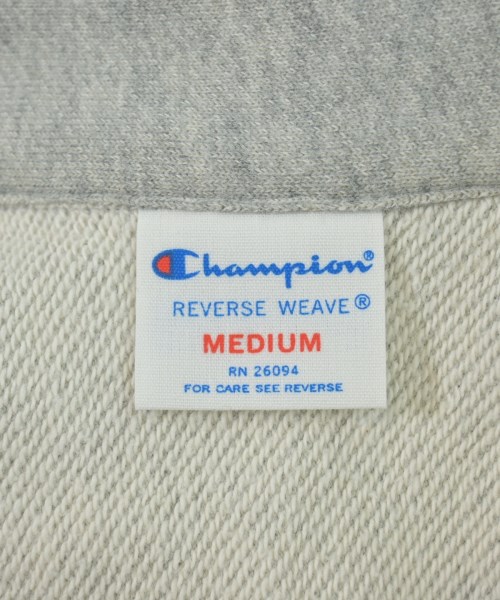 Champion®
REVERSE WEAVE®
MEDIUM
RN 26094
FOR CARE SEE REVERSE